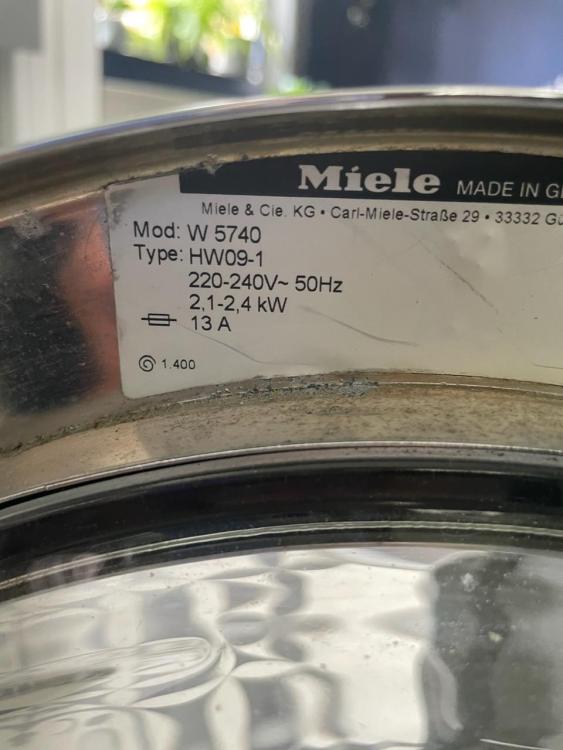 Miele MADE IN
Miele & Cie. KG • Carl-Miele-Straße 29 • 33332
Mod: W 5740
Type: HW09-1
220-240V~ 50Hz
2,1-2,4 kW
13 A
1.400